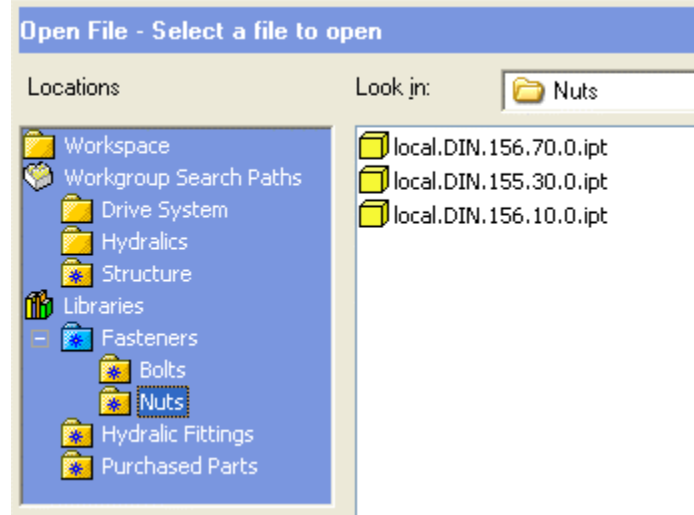 Open File - Select a file to open
Locations
Look in:
Nuts
Workspace
Workgroup Search Paths
Drive System
Hydralics
Structure
Libraries
Fasteners
Bolts
Nuts
Hydralic Fittings
Purchased Parts
local.DIN.156.70.0.ipt
local.DIN.155.30.0.ipt
local.DIN.156.10.0.ipt